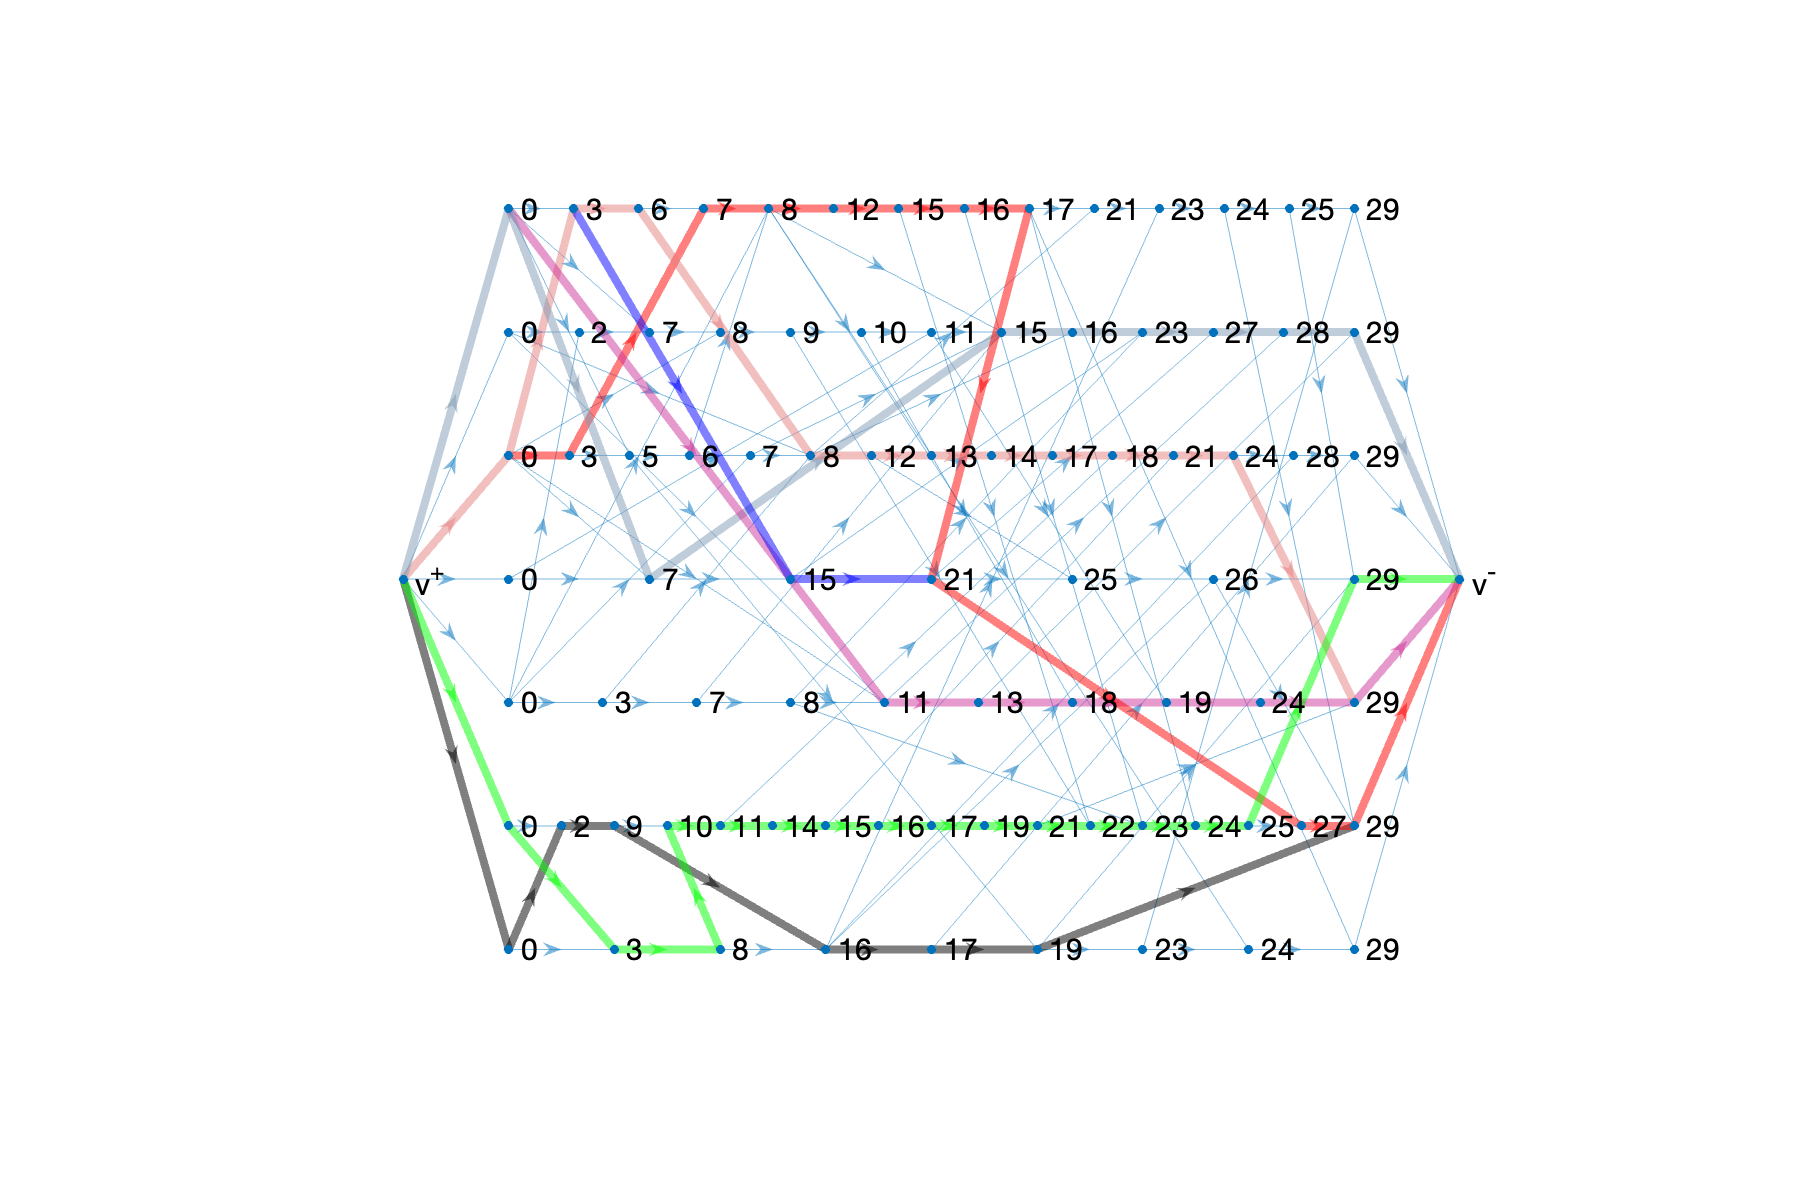 0 3 6 7 8 12 15 16 17 21 23 24 25 29
0 2 7 8 9 10 11 15 16 23 27 28 29
0 3 5 6 7 8 12 13 14 17 18 21 24 28 29
v+ 0 7 15 21 25 26 29 v-
0 3 7 8 11 13 18 19 24 29
0 2 9 10 11 14 15 16 17 19 21 22 23 24 25 27 29
0 3 8 16 17 19 23 24 29